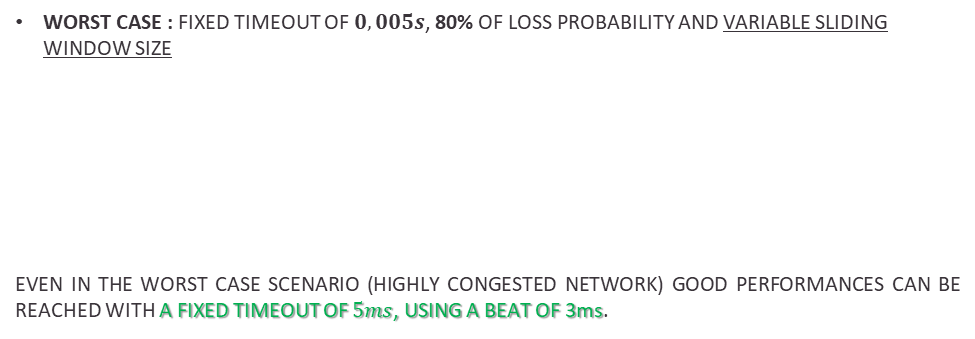 • WORST CASE : FIXED TIMEOUT OF 0,005s, 80% OF LOSS PROBABILITY AND VARIABLE SLIDING
WINDOW SIZE
EVEN IN THE WORST CASE SCENARIO (HIGHLY CONGESTED NETWORK) GOOD PERFORMANCES CAN BE
REACHED WITH A FIXED TIMEOUT OF 5ms, USING A BEAT OF 3ms.